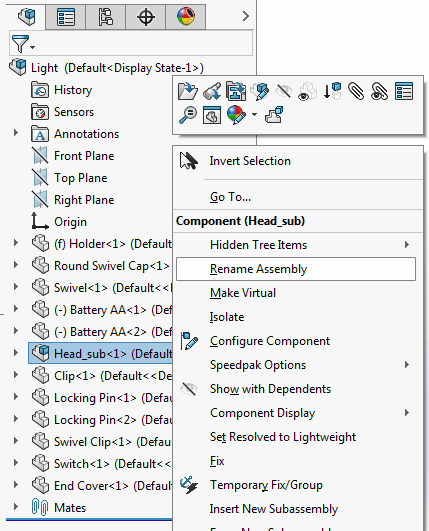 Light (Default<Display State-1>)
History
Sensors
Annotations
Front Plane
Top Plane
Right Plane
Origin
(f) Holder<1> (Default
Round Swivel Cap<1> (De
Swivel<1> (Default<<De
(-) Battery AA<1> (Defau
(-) Battery AA<2> (Defau
Head_sub<1> (Default
Clip<1> (Default<<Defa
Locking Pin<1> (Defau
Locking Pin<2> (Defau
Swivel Clip<1> (Defau
Switch<1> (Default<<D
End Cover<1> (Default
Mates
Invert Selection
Go To...
Component (Head_sub)
Hidden Tree Items
Rename Assembly
Make Virtual
Isolate
Configure Component
Speedpak Options
Show with Dependents
Component Display
Set Resolved to Lightweight
Fix
Temporary Fix/Group
Insert New Subassembly